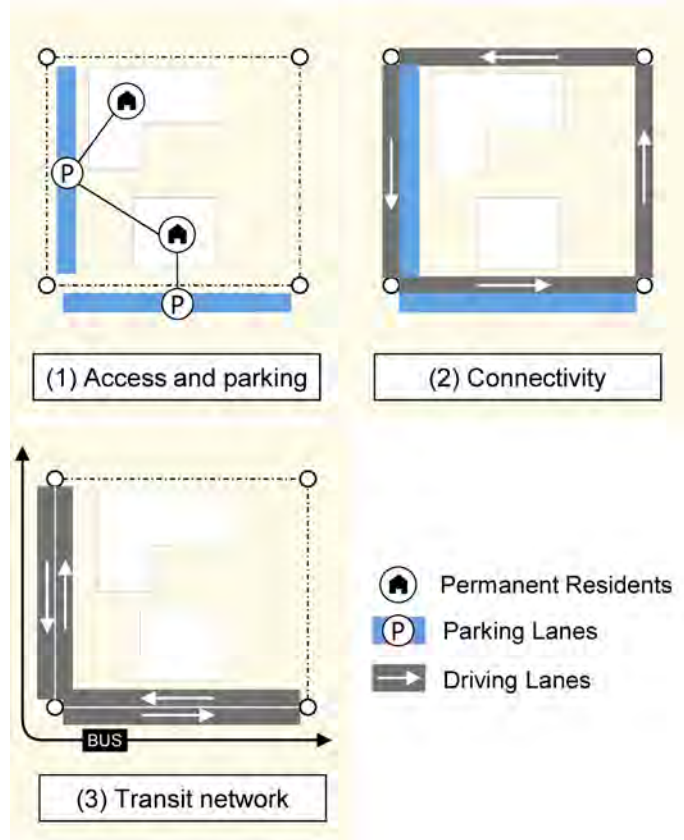 P
P
(1) Access and parking
(2) Connectivity
BUS
(3) Transit network
Permanent Residents
P Parking Lanes
Driving Lanes